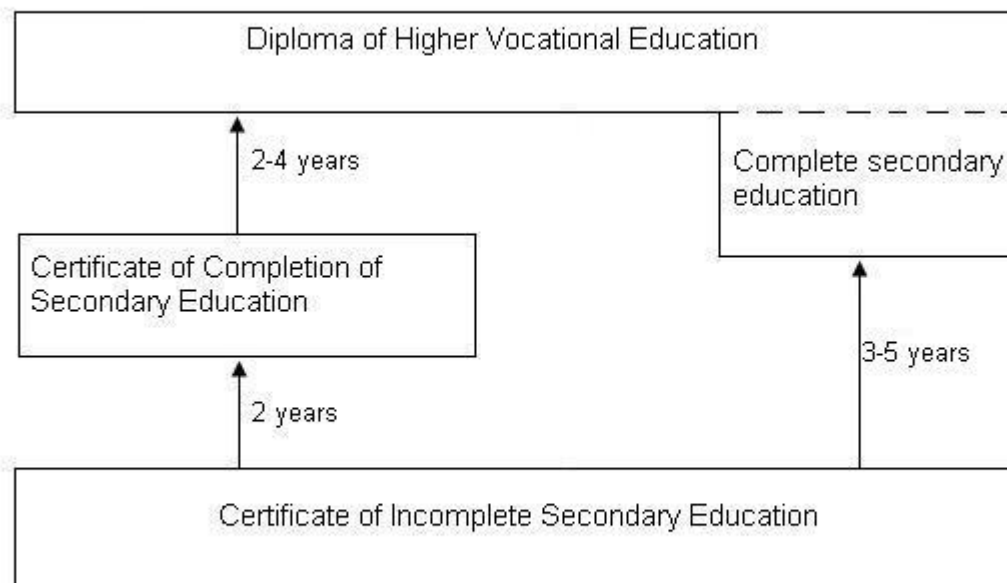 Diploma of Higher Vocational Education
2-4 years
Complete secondary
education
Certificate of Completion of
Secondary Education
3-5 years
2 years
Certificate of Incomplete Secondary Education